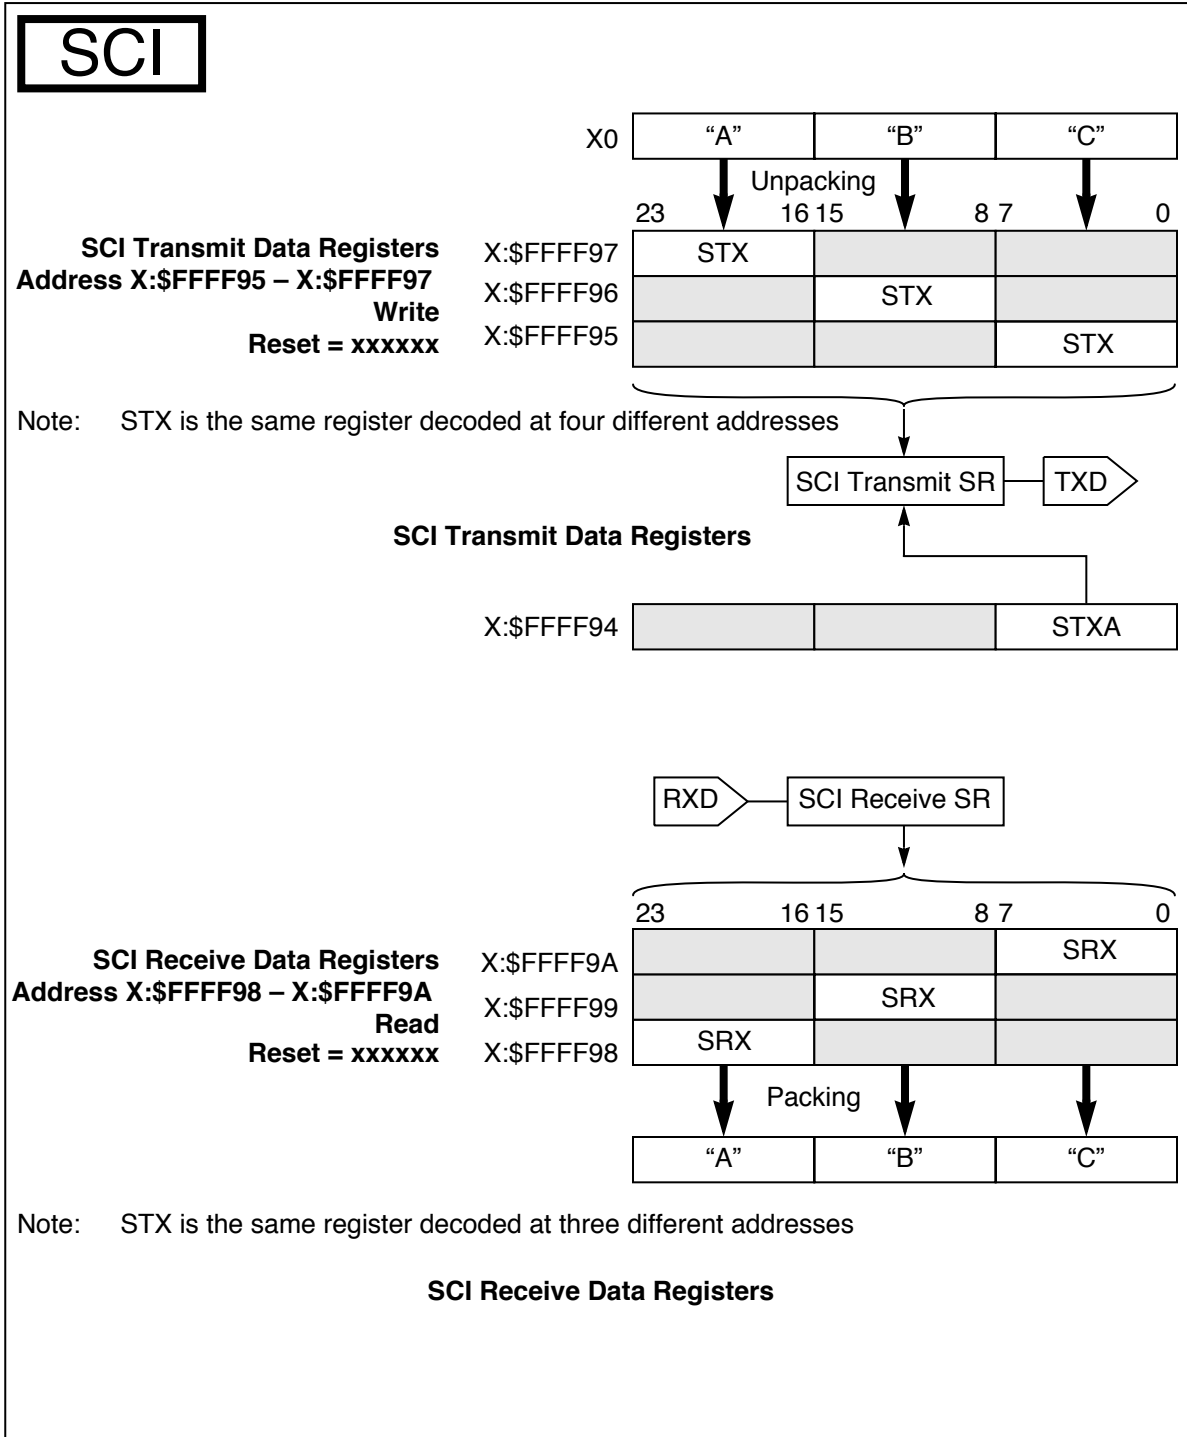 SCI
X0 "A" "B" "C"
Unpacking
23 16 15 8 7 0
SCI Transmit Data Registers X:$FFFF97 STX
Address X:$FFFF95 – X:$FFFF97 X:$FFFF96 STX
Write
Reset = xxxxxx X:$FFFF95 STX
Note: STX is the same register decoded at four different addresses
SCI Transmit SR TXD
SCI Transmit Data Registers
X:$FFFF94 STXA
RXD SCI Receive SR
23 16 15 8 7 0
SCI Receive Data Registers X:$FFFF9A SRX
Address X:$FFFF98 – X:$FFFF9A X:$FFFF99 SRX
Read
Reset = xxxxxx X:$FFFF98 SRX
Packing
“A” “B” “C”
Note: STX is the same register decoded at three different addresses
SCI Receive Data Registers